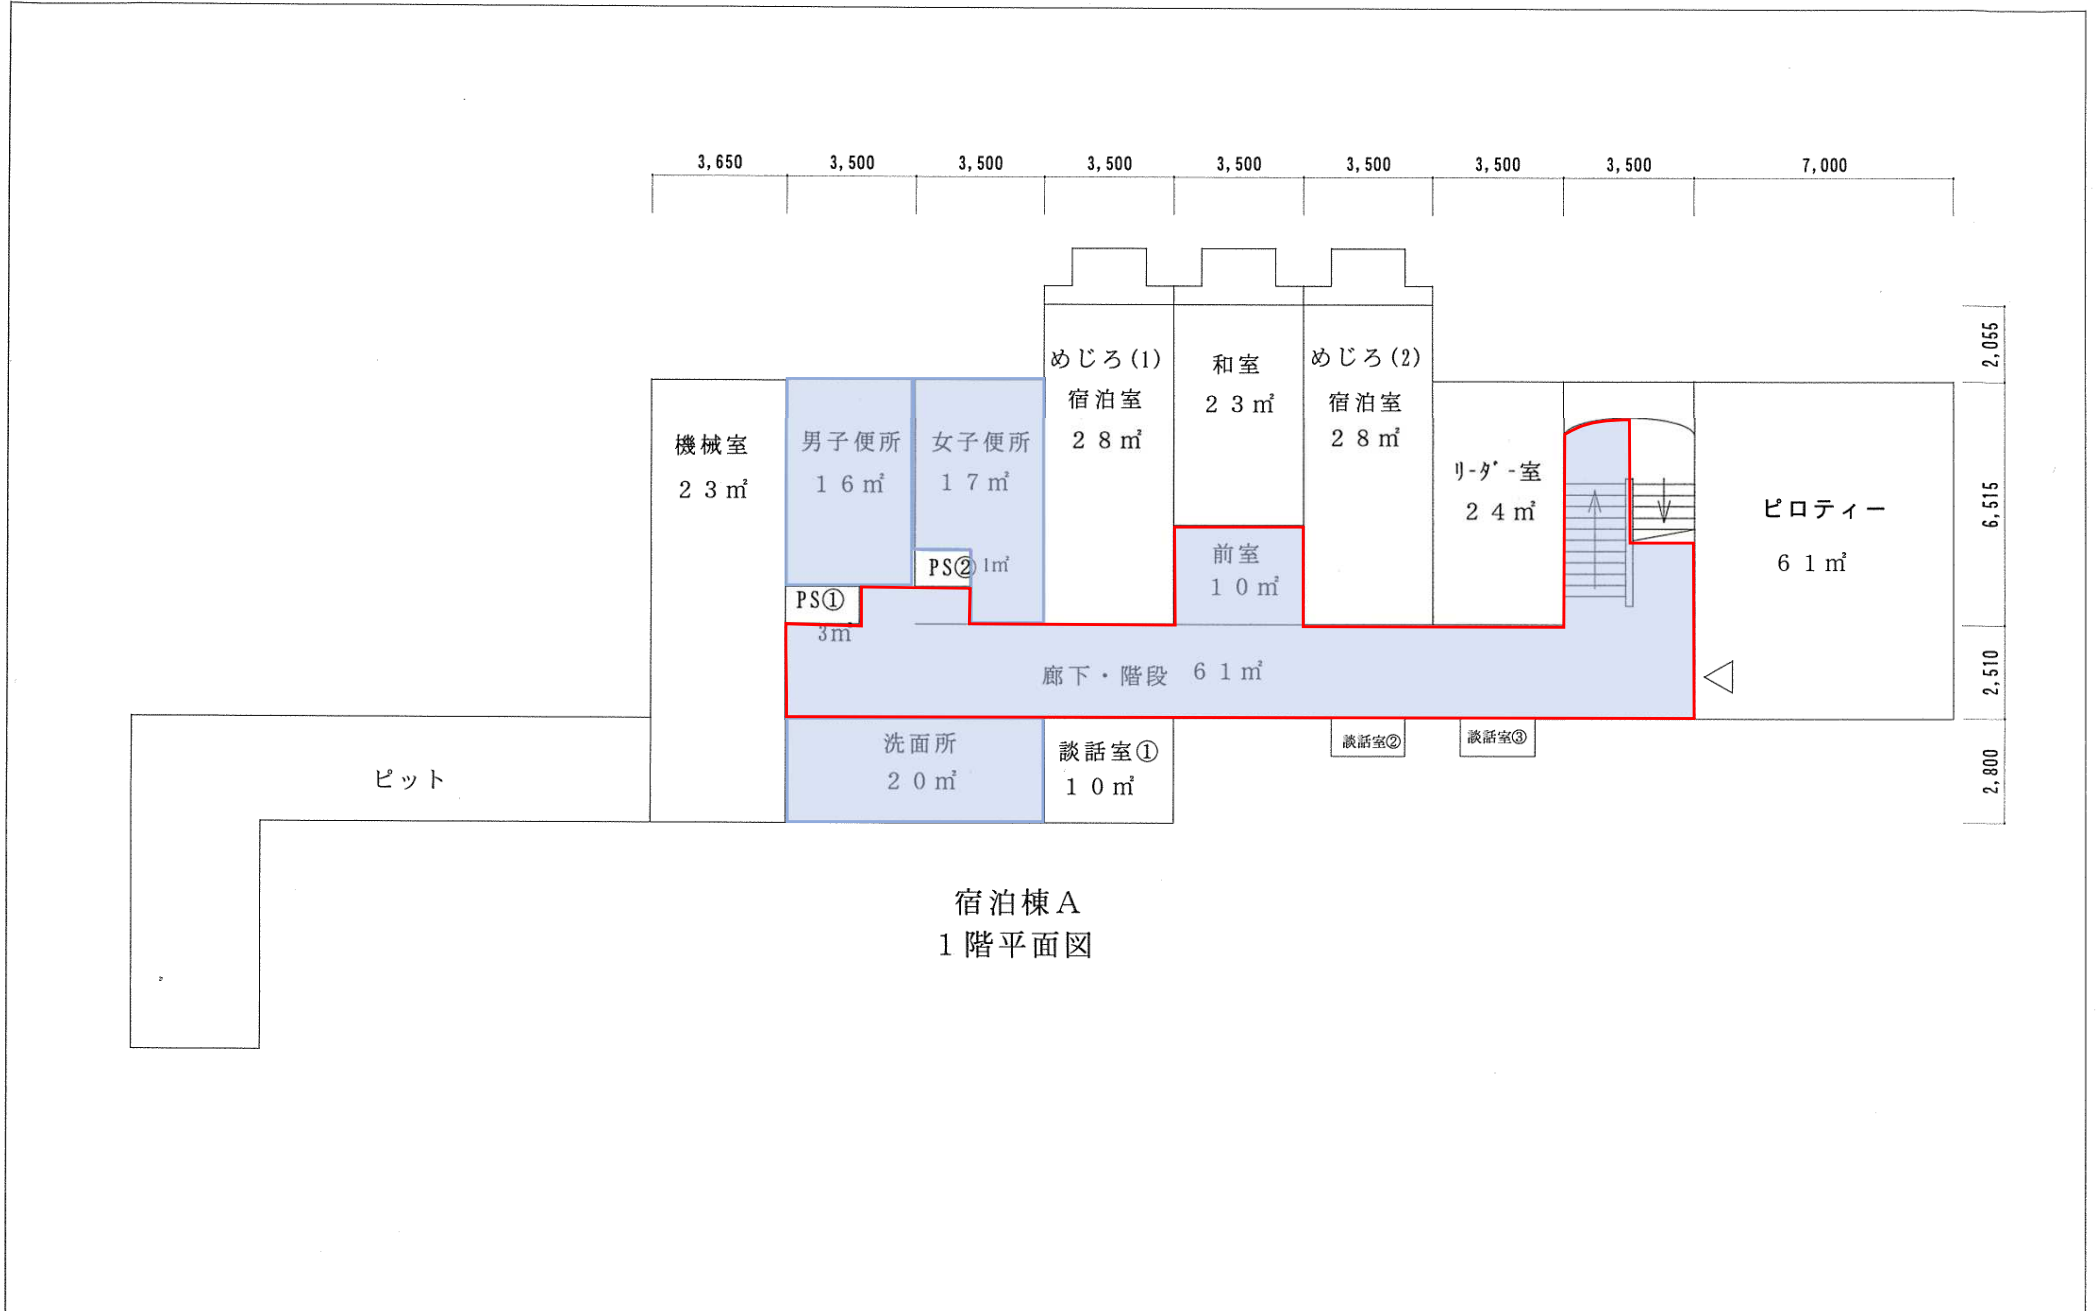 3,650
3,500
3,500
3,500
3,500
3,500
3,500
3,500
7,000
2,055
6,515
2,510
2,800
機械室
23㎡
男子便所
16㎡
女子便所
17㎡
PS② 1㎡
PS①
3㎡
めじろ(1)
宿泊室
28㎡
和室
23㎡
前室
10㎡
めじろ(2)
宿泊室
28㎡
ﾘｰﾀﾞｰ室
24㎡
ピロティー
61㎡
廊下・階段 61㎡
洗面所
20㎡
談話室①
10㎡
談話室②
談話室③
ピット
宿泊棟A
1階平面図